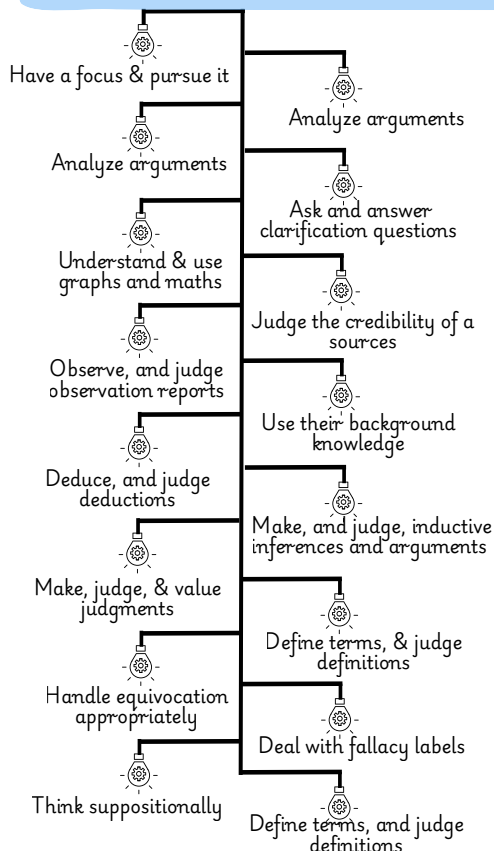 Have a focus & pursue it
Analyze arguments
Analyze arguments
Ask and answer
clarification questions
Understand & use
graphs and maths
Judge the credibility of a
sources
Observe, and judge
observation reports
Use their background
knowledge
Deduce, and judge
deductions
Make, and judge, inductive
inferences and arguments
Make, judge, & value
judgments
Define terms, & judge
definitions
Handle equivocation
appropriately
Deal with fallacy labels
Think suppositionally
Define terms, and judge
definitions